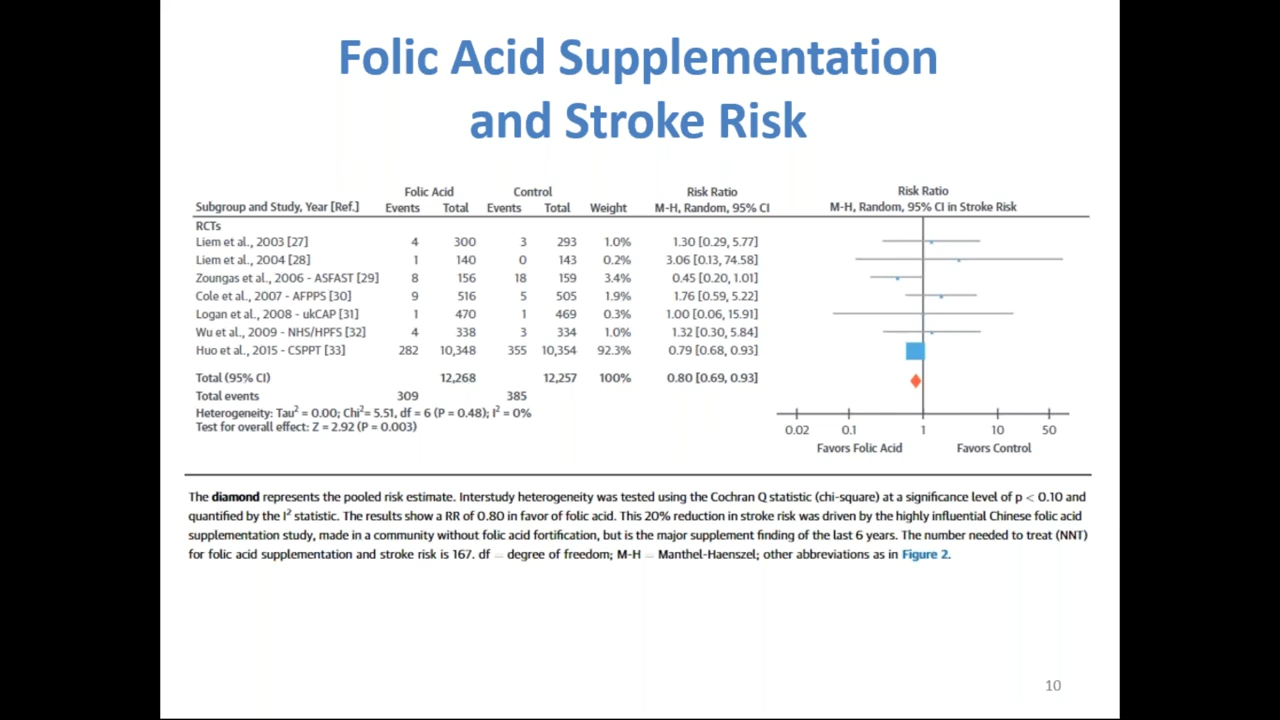 Folic Acid Supplementation
and Stroke Risk
Folic Acid Control Risk Ratio Risk Ratio
Subgroup and Study, Year [Ref.] Events Total Events Total Weight M-H, Random, 95% CI M-H, Random, 95% CI in Stroke Risk
RCTs
Liem et al., 2003 [27] 4 300 3 293 1.0% 1.30 [0.29, 5.77]
Liem et al., 2004 [28] 1 140 0 143 0.2% 3.06 [0.13, 74.58]
Zoungas et al., 2006 - ASFAST [29] 8 156 18 159 3.4% 0.45 [0.20, 1.01]
Cole et al., 2007 - AFPPS [30] 9 516 5 505 1.9% 1.76 [0.59, 5.22]
Logan et al., 2008 - ukCAP [31] 1 470 1 469 0.3% 1.00 [0.06, 15.91]
Wu et al., 2009 - NHS/HPFS [32] 4 338 3 334 1.0% 1.32 [0.30, 5.84]
Huo et al., 2015 - CSPPT [33] 282 10,348 355 10,354 92.3% 0.79 [0.68, 0.93]
Total (95% CI) 12,268 12,257 100% 0.80 [0.69, 0.93]
Total events 309 385
Heterogeneity: Tau² = 0.00; Chi²= 5.51, df = 6 (P = 0.48); I² = 0%
Test for overall effect: Z = 2.92 (P = 0.003)
0.02 0.1 1 10 50
Favors Folic Acid Favors Control
The diamond represents the pooled risk estimate. Interstudy heterogeneity was tested using the Cochran Q statistic (chi-square) at a significance level of p < 0.10 and
quantified by the I² statistic. The results show a RR of 0.80 in favor of folic acid. This 20% reduction in stroke risk was driven by the highly influential Chinese folic acid
supplementation study, made in a community without folic acid fortification, but is the major supplement finding of the last 6 years. The number needed to treat (NNT)
for folic acid supplementation and stroke risk is 167. df = degree of freedom; M-H = Manthel-Haenszel; other abbreviations as in Figure 2.
10